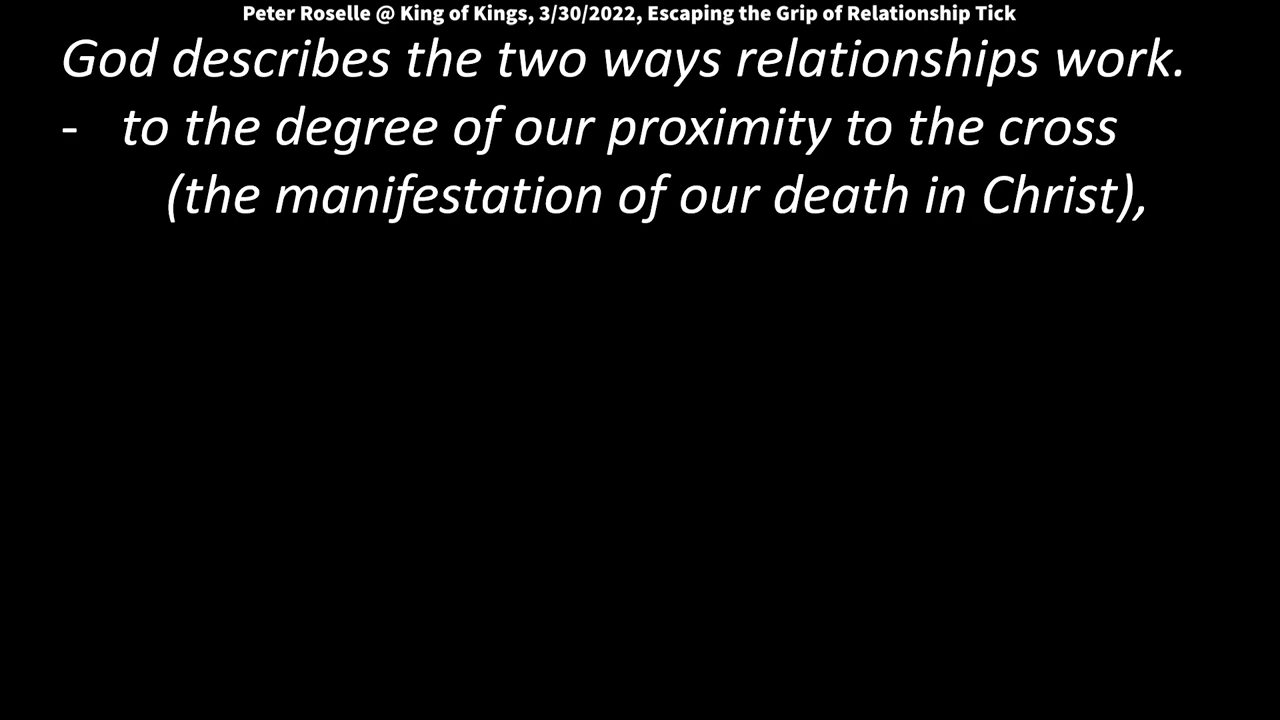 Peter Roselle @ King of Kings, 3/30/2022, Escaping the Grip of Relationship Tick
God describes the two ways relationships work.
- to the degree of our proximity to the cross
(the manifestation of our death in Christ),